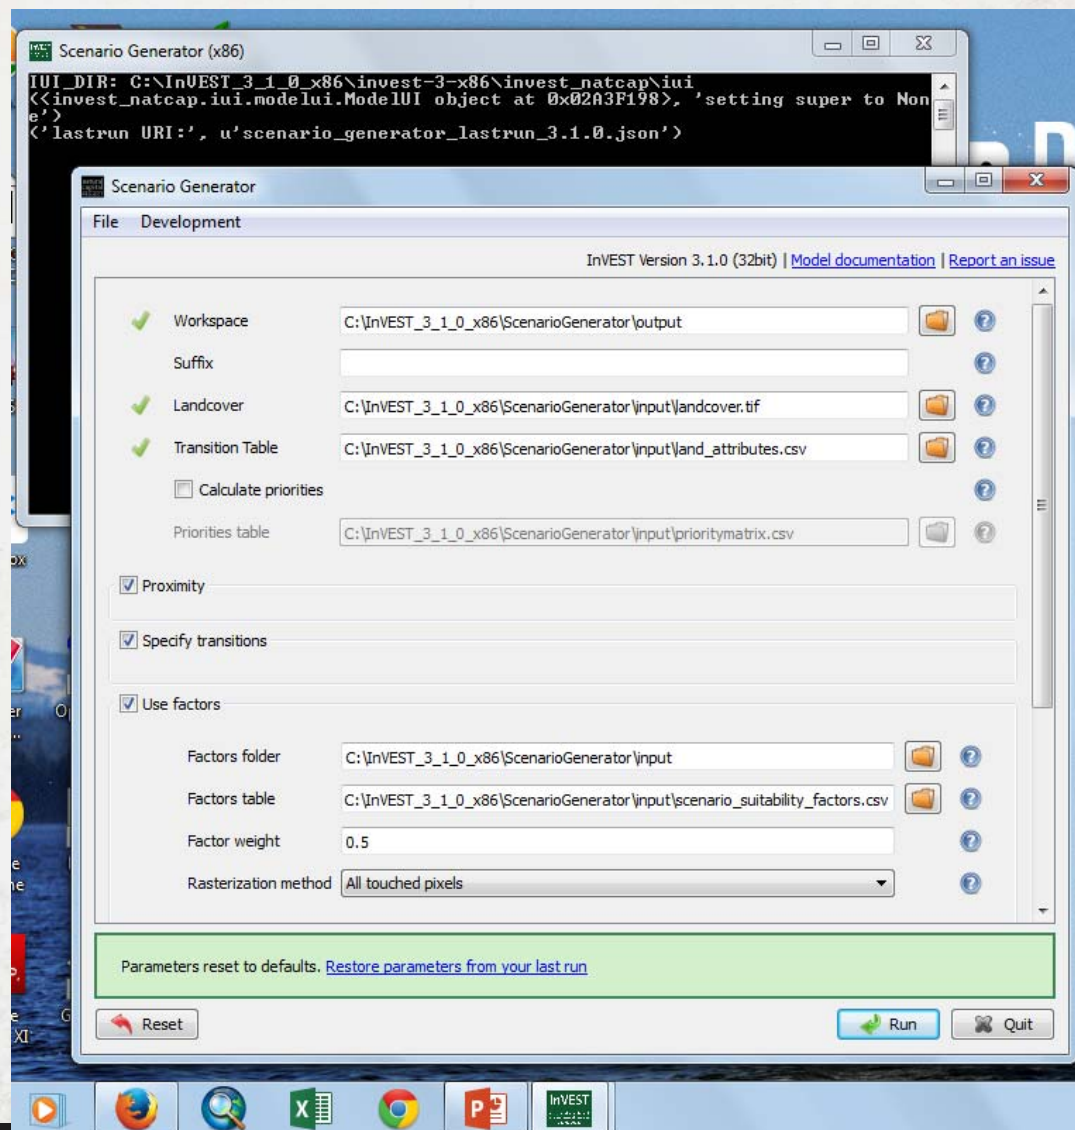 Scenario Generator (x86)
IUI_DIR: C:\InVEST_3_1_0_x86\invest-3-x86\invest_natcap\iui
(<invest_natcap.iui.modelui.ModelUI object at 0x02A3F198>, 'setting super to Non
e')
('lastrun URI:', u'scenario_generator_lastrun_3.1.0.json')
Scenario Generator
File Development
InVEST Version 3.1.0 (32bit) | Model documentation | Report an issue
Workspace C:\InVEST_3_1_0_x86\ScenarioGenerator\output
Suffix
Landcover C:\InVEST_3_1_0_x86\ScenarioGenerator\input\landcover.tif
Transition Table C:\InVEST_3_1_0_x86\ScenarioGenerator\input\land_attributes.csv
Calculate priorities
Priorities table C:\InVEST_3_1_0_x86\ScenarioGenerator\input\prioritymatrix.csv
Proximity
Specify transitions
Use factors
Factors folder C:\InVEST_3_1_0_x86\ScenarioGenerator\input
Factors table C:\InVEST_3_1_0_x86\ScenarioGenerator\input\scenario_suitability_factors.csv
Factor weight 0.5
Rasterization method All touched pixels
Parameters reset to defaults. Restore parameters from your last run
Reset Run Quit
XI
InVEST